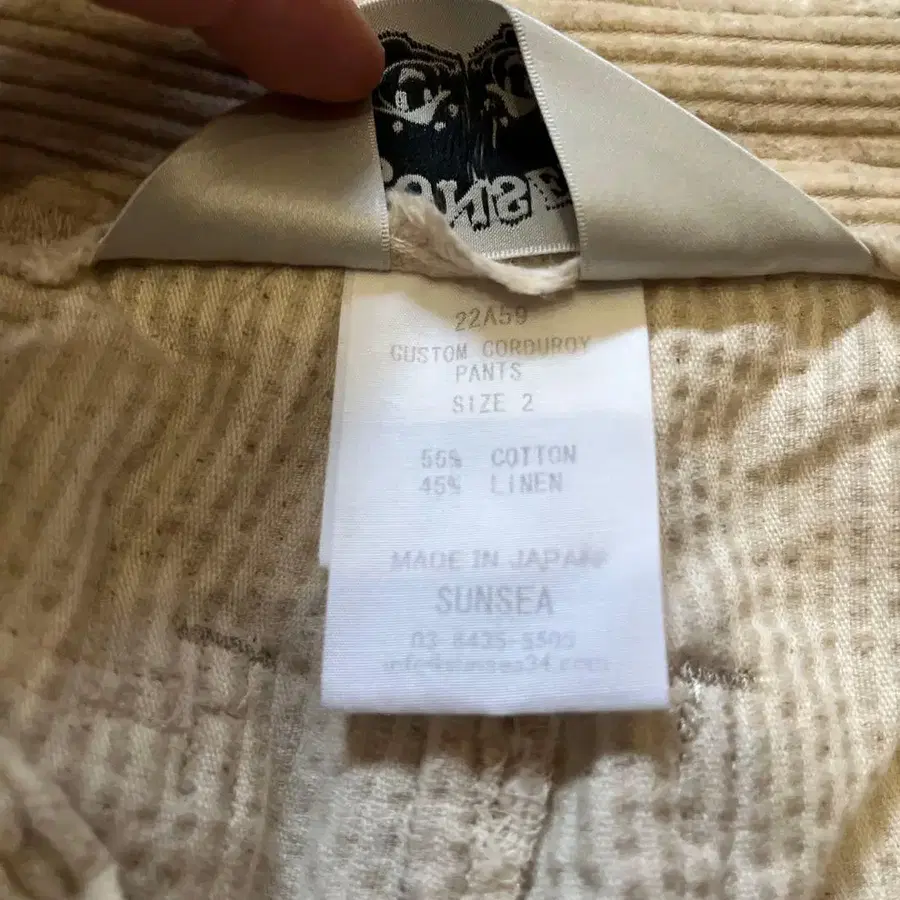 22A59
CUSTOM CORDUROY
PANTS
SIZE 2
55% COTTON
45% LINEN
MADE IN JAPAN
SUNSEA
03-6435-5505